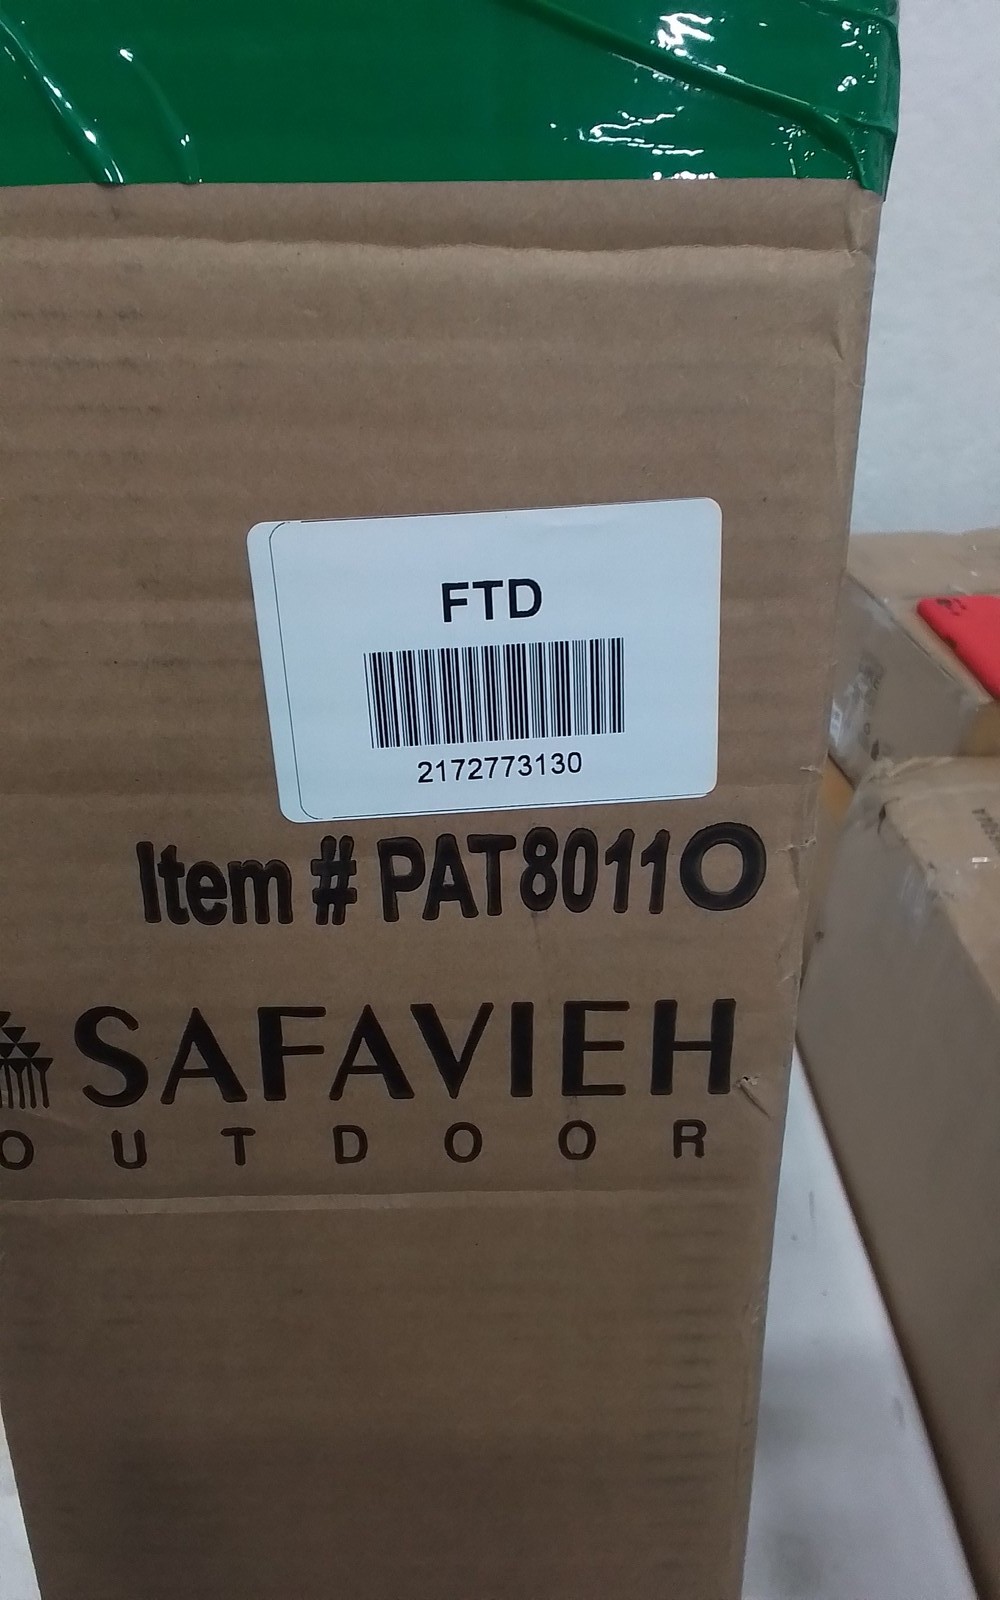 FTD
2172773130
Item # PAT8011O
SAFAVIEH
OUTDOOR